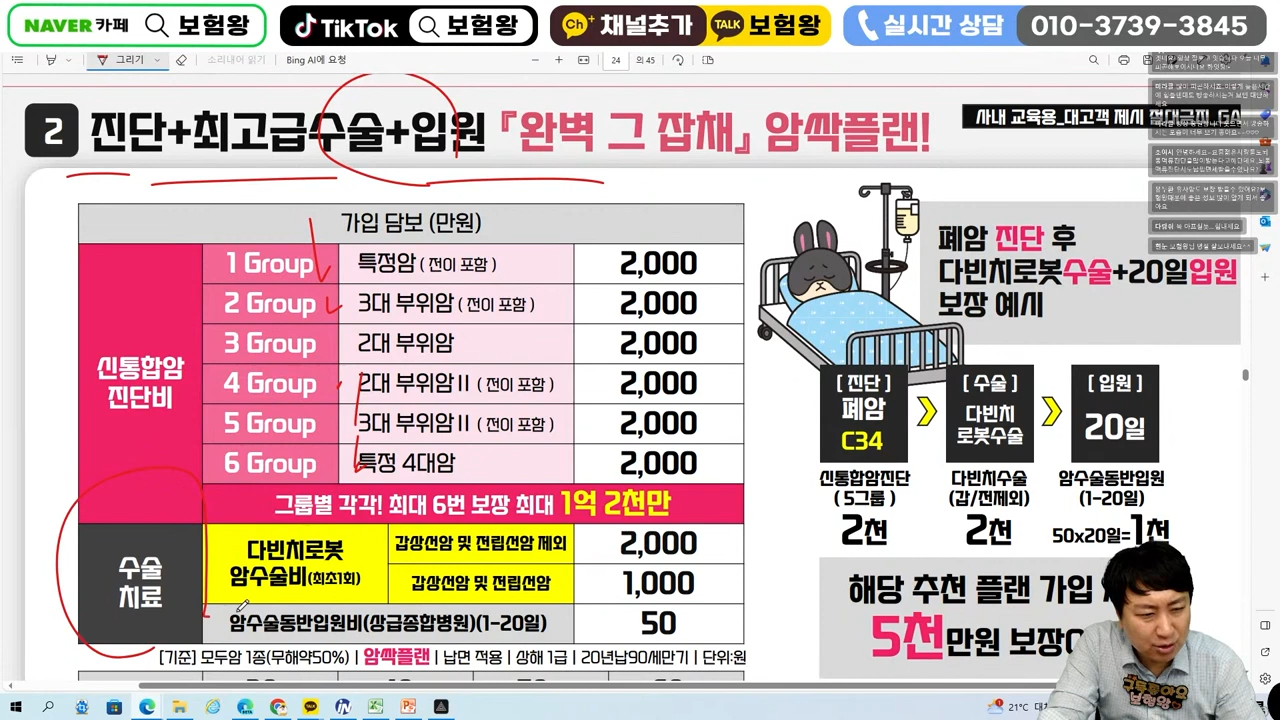 NAVER 카페 보험왕
TikTok 보험왕
Ch+ 채널추가 TALK 보험왕
실시간 상담 010-3739-3845
그리기
소리내어 읽기
Bing AI에 요청
24 의 45
2 진단+최고급수술+입원 『완벽 그 잡채』 암싹플랜!
사내 교육용_대고객 제시
가입 담보 (만원)
신통합암
진단비
1 Group 특정암 ( 전이 포함 ) 2,000
2 Group 3대 부위암 ( 전이 포함 ) 2,000
3 Group 2대 부위암 2,000
4 Group 2대 부위암 II ( 전이 포함 ) 2,000
5 Group 3대 부위암 II ( 전이 포함 ) 2,000
6 Group 특정 4대암 2,000
그룹별 각각! 최대 6번 보장 최대 1억 2천만
수술
치료
다빈치로봇
암수술비(최초1회)
갑상선암 및 전립선암 제외 2,000
갑상선암 및 전립선암 1,000
암수술동반입원비(상급종합병원)(1-20일) 50
[기준] 모두암 1종(무해약50%) | 암싹플랜 | 납면 적용 | 상해 1급 | 20년납90세만기 | 단위:원
폐암 진단 후
다빈치로봇수술+20일입원
보장 예시
[ 진단 ]
폐암
C34
[ 수술 ]
다빈치
로봇수술
[ 입원 ]
20일
신통합암진단
( 5그룹 )
2천
다빈치수술
(갑/전제외)
2천
암수술동반입원
(1-20일)
50x20일=1천
해당 추천 플랜 가입
5천만원 보장
구독좋아요
보험왕
21°C